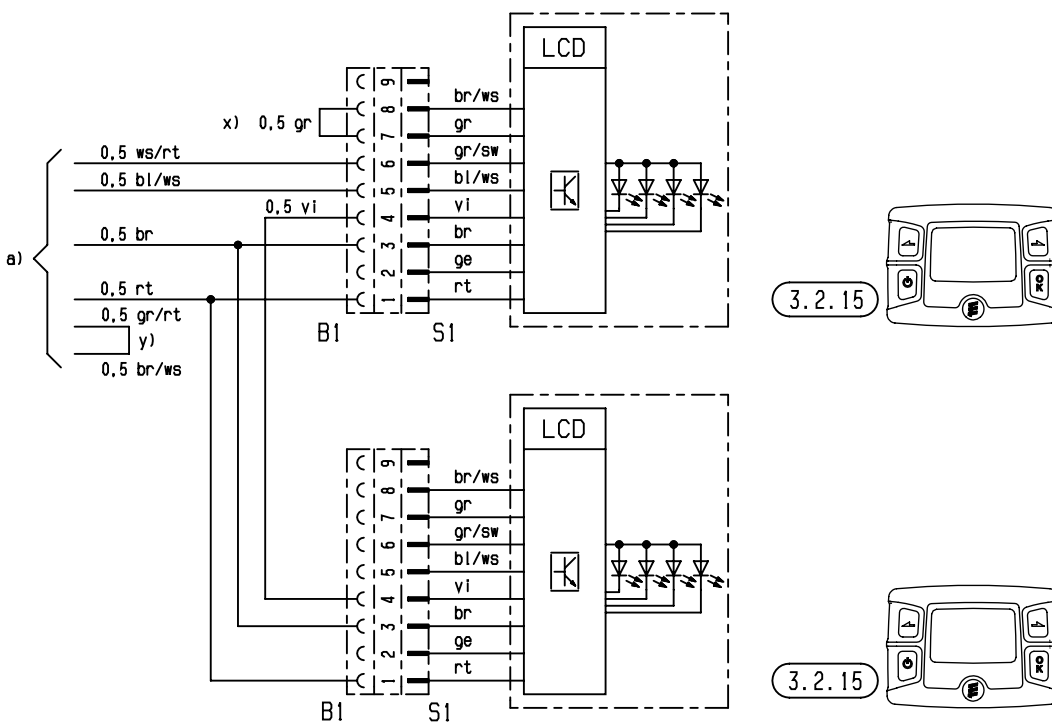 LCD
9
br/ws
8
x) 0,5 gr
gr
7
0,5 ws/rt
gr/sw
6
0,5 bl/ws
bl/ws
5
0,5 vi
vi
4
0,5 br
br
3
a)
ge
2
0,5 rt
rt
1
3.2.15
OK
0,5 gr/rt
B1
S1
y)
0,5 br/ws
LCD
9
br/ws
8
gr
7
gr/sw
6
bl/ws
5
vi
4
br
3
ge
2
rt
1
3.2.15
OK
B1
S1